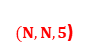 (N, N, 5)